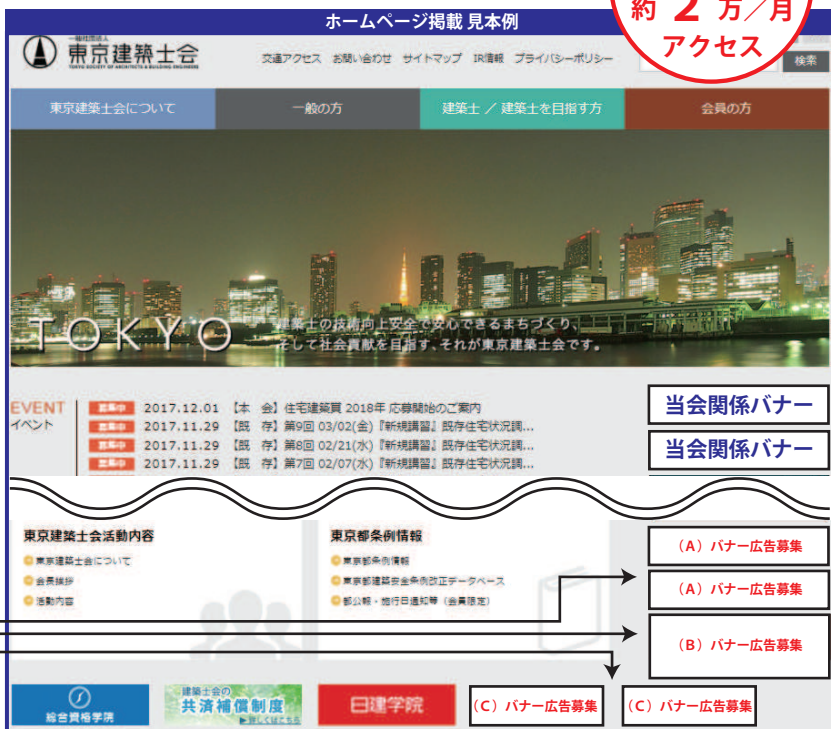 ホームページ掲載 見本例
約 2 万／月
アクセス
一般社団法人
東京建築士会
TOKYO SOCIETY OF ARCHITECTS & BUILDING ENGINEERS
交通アクセス お問い合わせ サイトマップ IR情報 プライバシーポリシー
検索
東京建築士会について
一般の方
建築士 ／ 建築士を目指す方
会員の方
TOKYO
建築士の技術向上安全で安心できるまちづくり、
そして社会貢献を目指す、それが東京建築士会です。
EVENT
イベント
募集中 2017.12.01 【本 会】住宅建築賞 2018年 応募開始のご案内
募集中 2017.11.29 【既 存】第9回 03/02(金)『新規講習』既存住宅状況調...
募集中 2017.11.29 【既 存】第8回 02/21(水)『新規講習』既存住宅状況調...
募集中 2017.11.29 【既 存】第7回 02/07(水)『新規講習』既存住宅状況調...
当会関係バナー
当会関係バナー
東京建築士会活動内容
東京建築士会について
会長挨拶
活動内容
東京都条例情報
東京都条例情報
東京都建築安全条例改正データベース
都公報・施行日通知等（会員限定）
（A）バナー広告募集
（A）バナー広告募集
（B）バナー広告募集
総合資格学院
建築士会の
共済補償制度
▶詳しくはこちら
日建学院
（C）バナー広告募集
（C）バナー広告募集